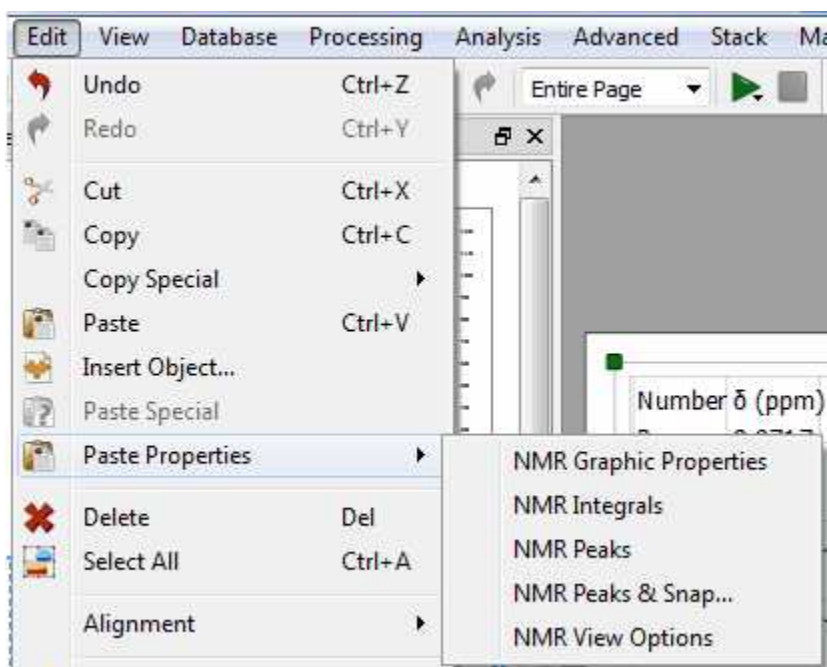 Edit View Database Processing Analysis Advanced Stack Ma
Undo Ctrl+Z
Entire Page
Redo Ctrl+Y
Cut Ctrl+X
Copy Ctrl+C
Copy Special
Paste Ctrl+V
Insert Object...
Paste Special
Number δ (ppm)
Paste Properties
NMR Graphic Properties
NMR Integrals
NMR Peaks
NMR Peaks & Snap...
NMR View Options
Delete Del
Select All Ctrl+A
Alignment